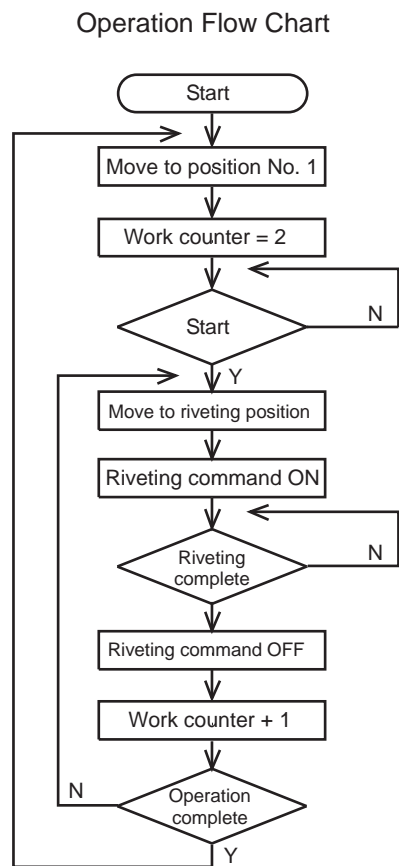 Operation Flow Chart
Start
Move to position No. 1
Work counter = 2
Start
N
Y
Move to riveting position
Riveting command ON
Riveting
complete
N
Riveting command OFF
Work counter + 1
Operation
complete
N
Y